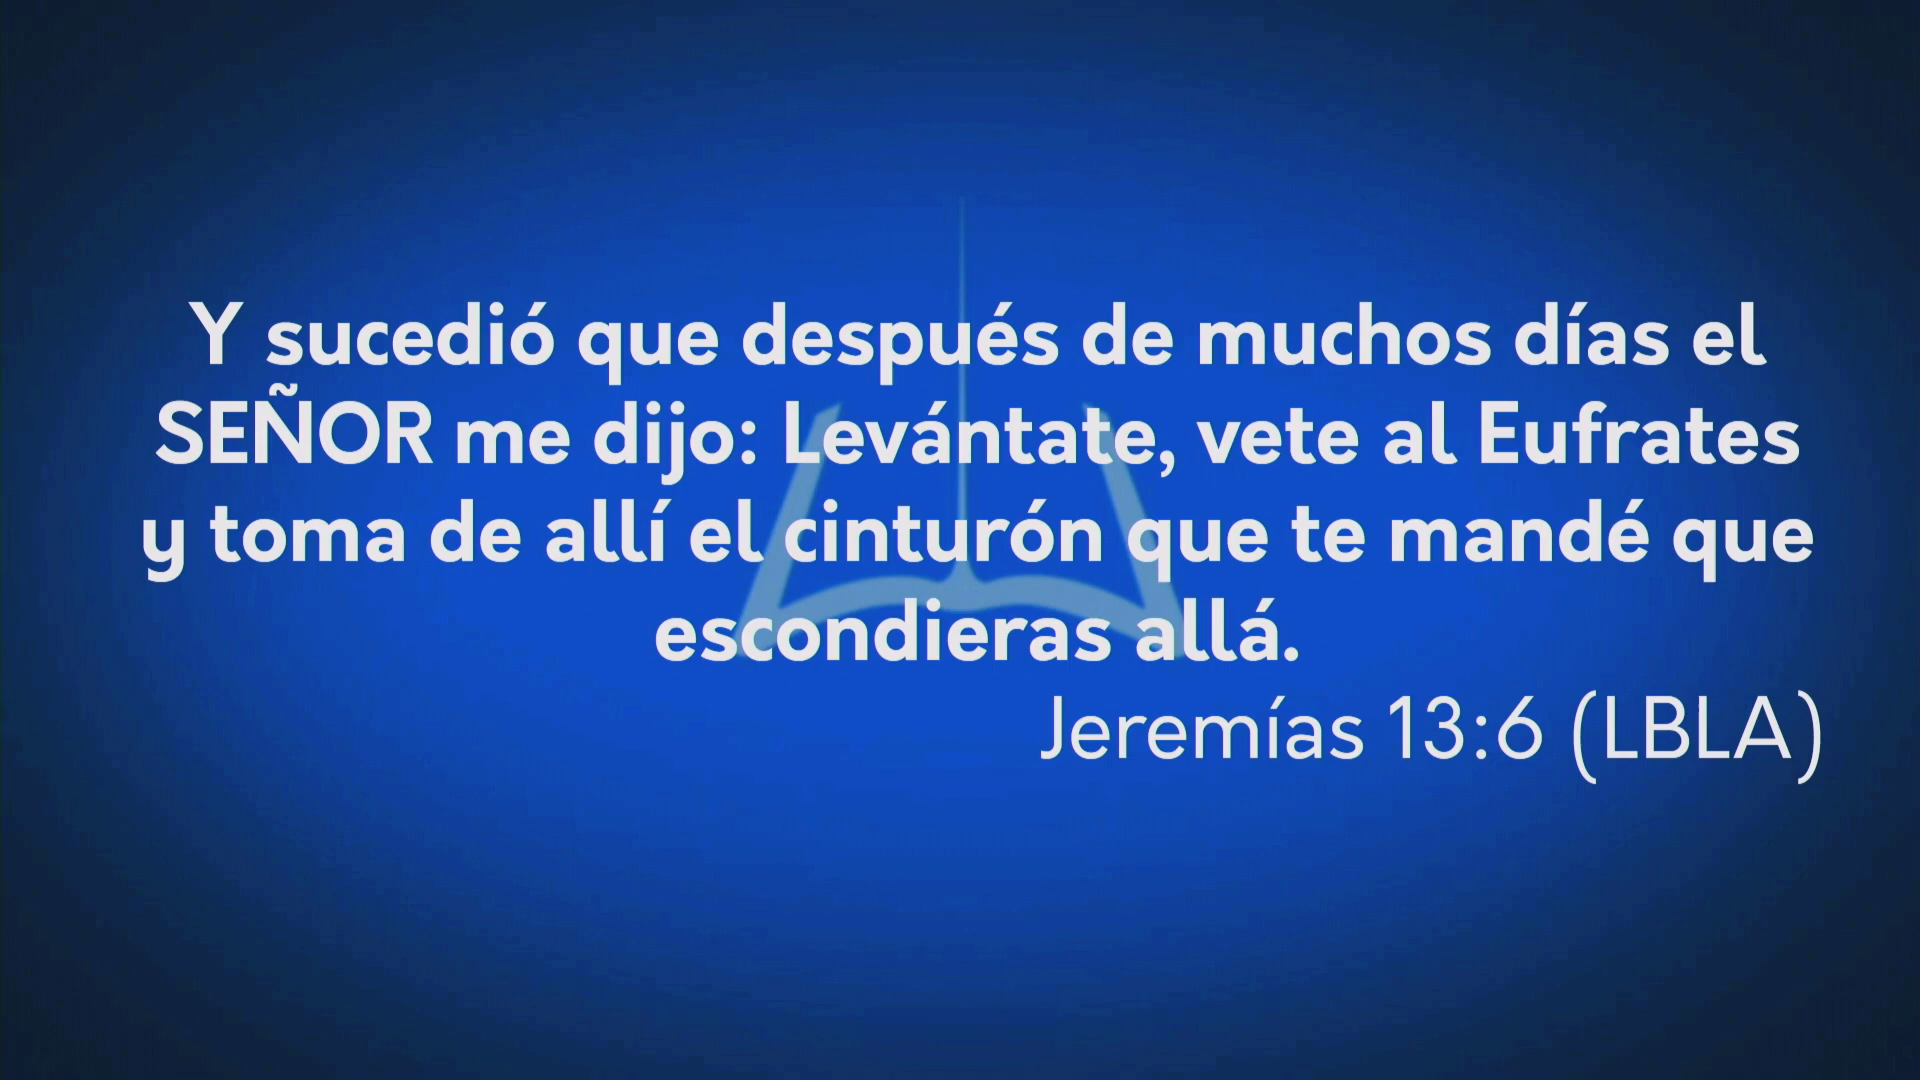 Y sucedió que después de muchos días el
SEÑOR me dijo: Levántate, vete al Eufrates
y toma de allí el cinturón que te mandé que
escondieras allá.
Jeremías 13:6 (LBLA)